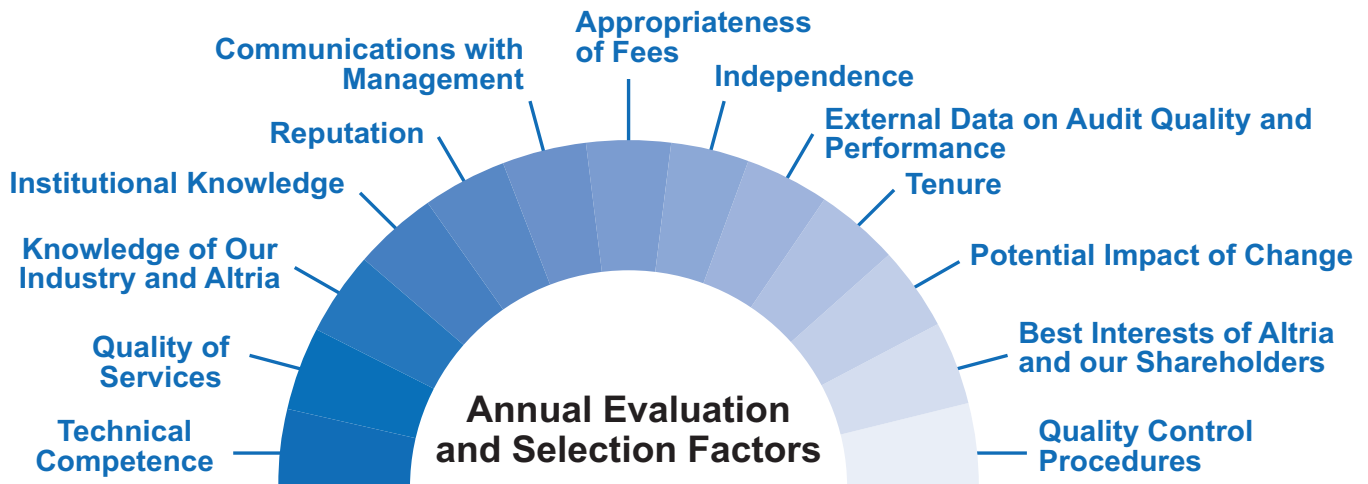 Appropriateness
of Fees
Communications with
Management
Independence
External Data on Audit Quality and
Performance
Reputation
Tenure
Institutional Knowledge
Knowledge of Our
Industry and Altria
Potential Impact of Change
Quality of
Services
Best Interests of Altria
and our Shareholders
Annual Evaluation
and Selection Factors
Technical
Competence
Quality Control
Procedures